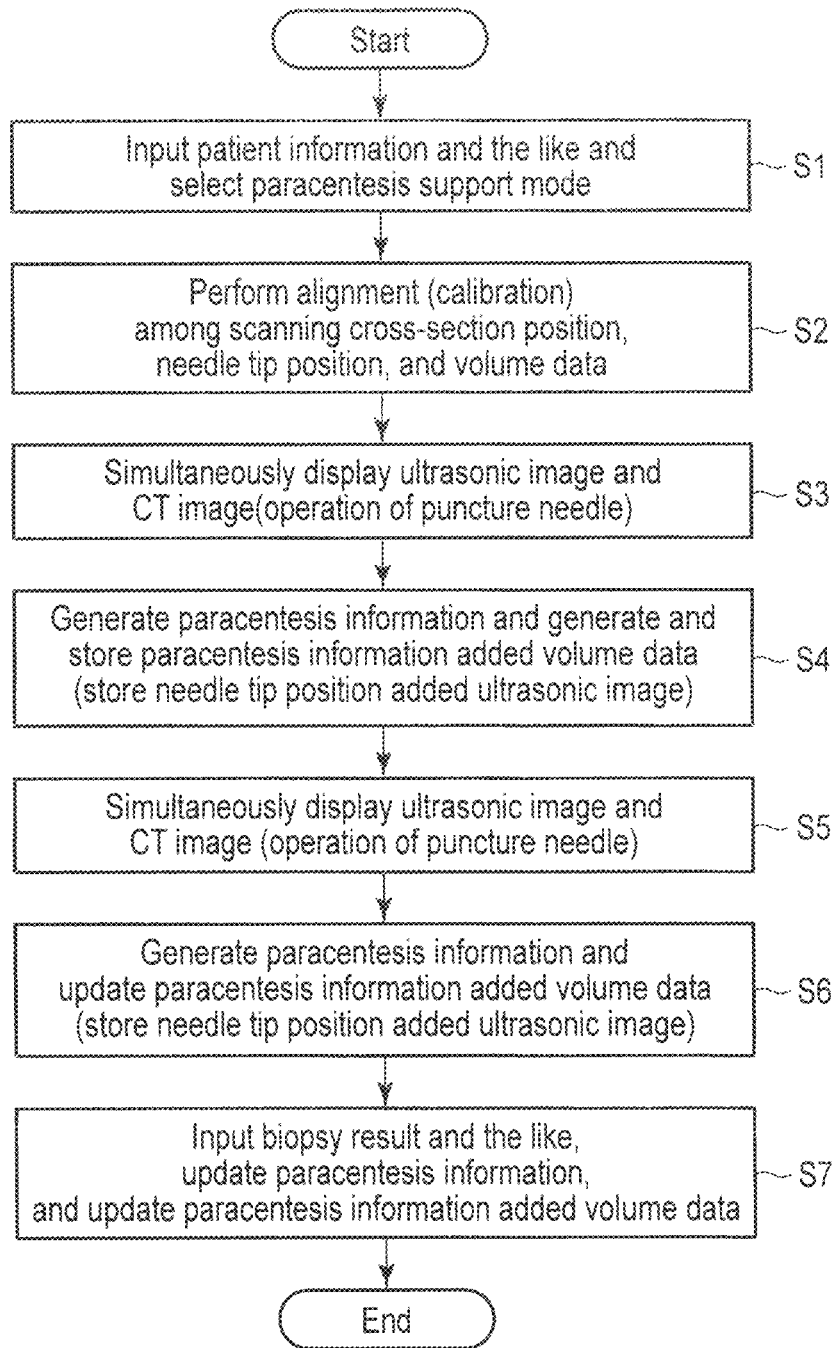 Start
Input patient information and the like and
select paracentesis support mode
S1
Perform alignment (calibration)
among scanning cross-section position,
needle tip position, and volume data
S2
Simultaneously display ultrasonic image and
CT image(operation of puncture needle)
S3
Generate paracentesis information and generate and
store paracentesis information added volume data
(store needle tip position added ultrasonic image)
S4
Simultaneously display ultrasonic image and
CT image (operation of puncture needle)
S5
Generate paracentesis information and
update paracentesis information added volume data
(store needle tip position added ultrasonic image)
S6
Input biopsy result and the like,
update paracentesis information,
and update paracentesis information added volume data
S7
End